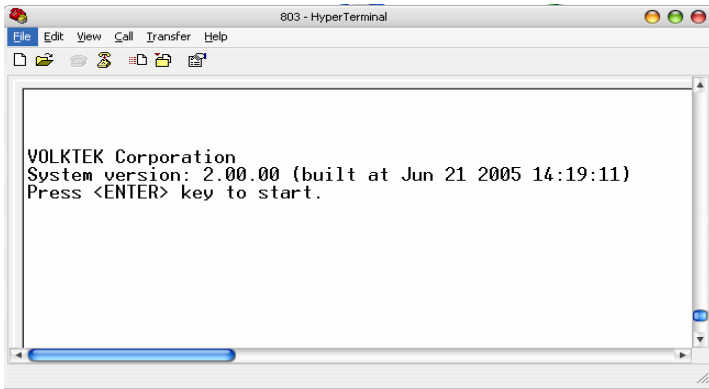 803 - HyperTerminal
File Edit View Call Transfer Help
VOLKTEK Corporation
System version: 2.00.00 (built at Jun 21 2005 14:19:11)
Press <ENTER> key to start.